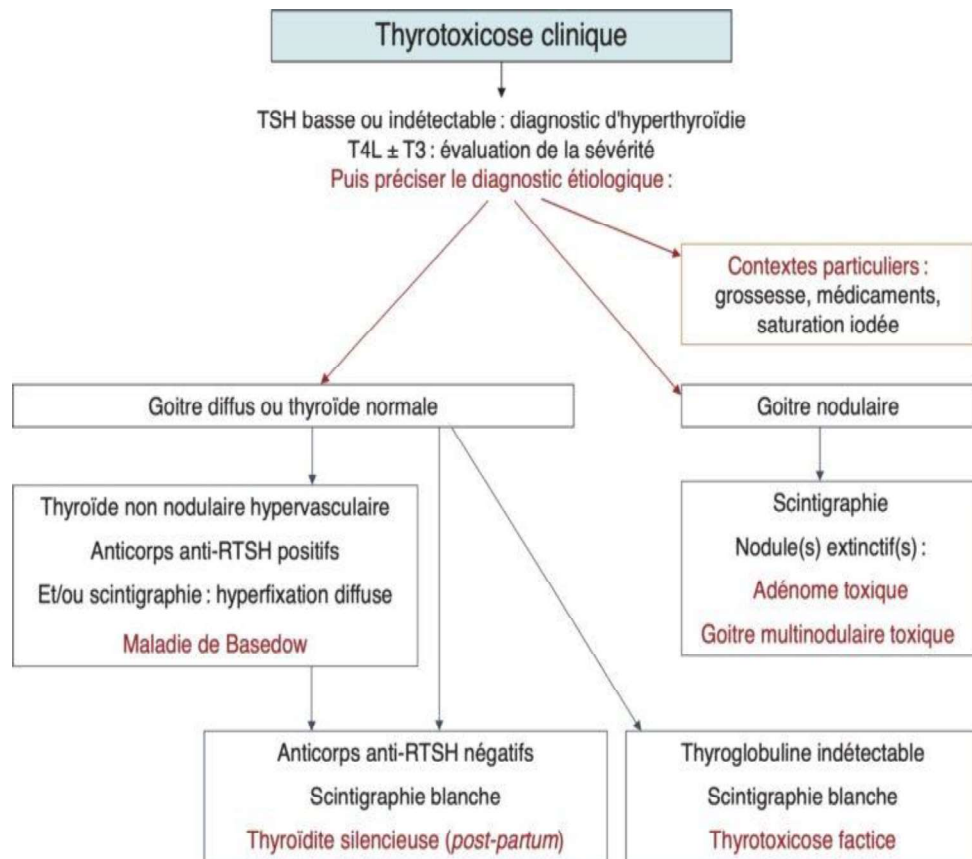 Thyrotoxicose clinique
TSH basse ou indétectable : diagnostic d'hyperthyroïdie
T4L ± T3 : évaluation de la sévérité
Puis préciser le diagnostic étiologique :
Contextes particuliers :
grossesse, médicaments,
saturation iodée
Goitre diffus ou thyroïde normale
Goitre nodulaire
Thyroïde non nodulaire hypervasculaire
Anticorps anti-RTSH positifs
Et/ou scintigraphie : hyperfixation diffuse
Maladie de Basedow
Scintigraphie
Nodule(s) extinctif(s) :
Adénome toxique
Goitre multinodulaire toxique
Anticorps anti-RTSH négatifs
Scintigraphie blanche
Thyroïdite silencieuse (post-partum)
Thyroglobuline indétectable
Scintigraphie blanche
Thyrotoxicose factice